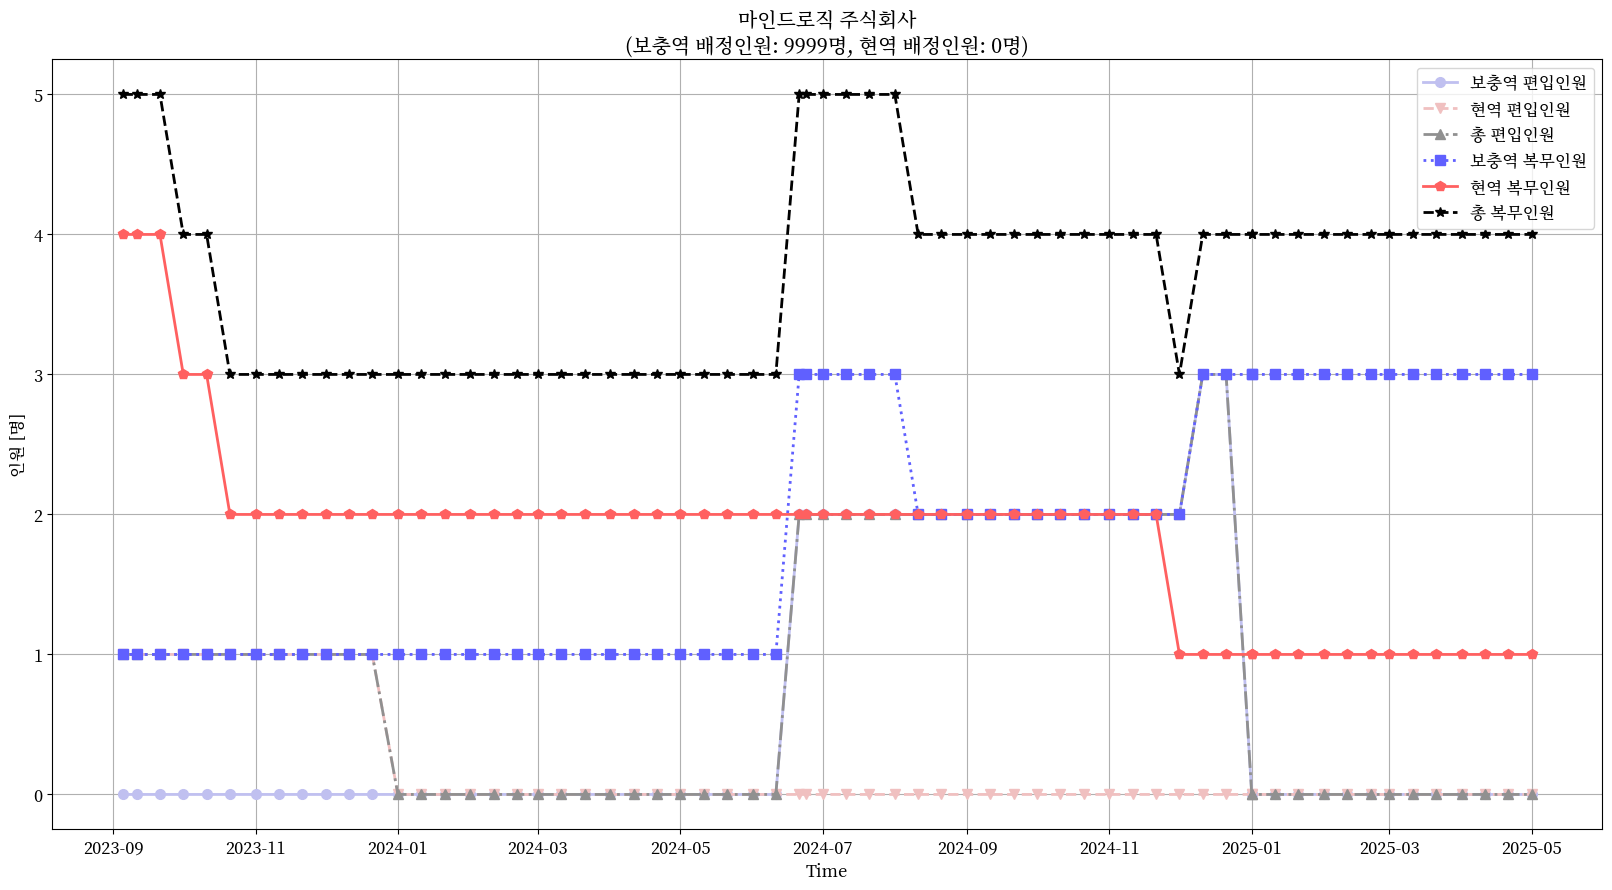 마인드로직 주식회사
(보충역 배정인원: 9999명, 현역 배정인원: 0명)
보충역 편입인원
현역 편입인원
총 편입인원
보충역 복무인원
현역 복무인원
총 복무인원
인원 [명]
5
4
3
2
1
0
2023-09
2023-11
2024-01
2024-03
2024-05
2024-07
2024-09
2024-11
2025-01
2025-03
2025-05
Time